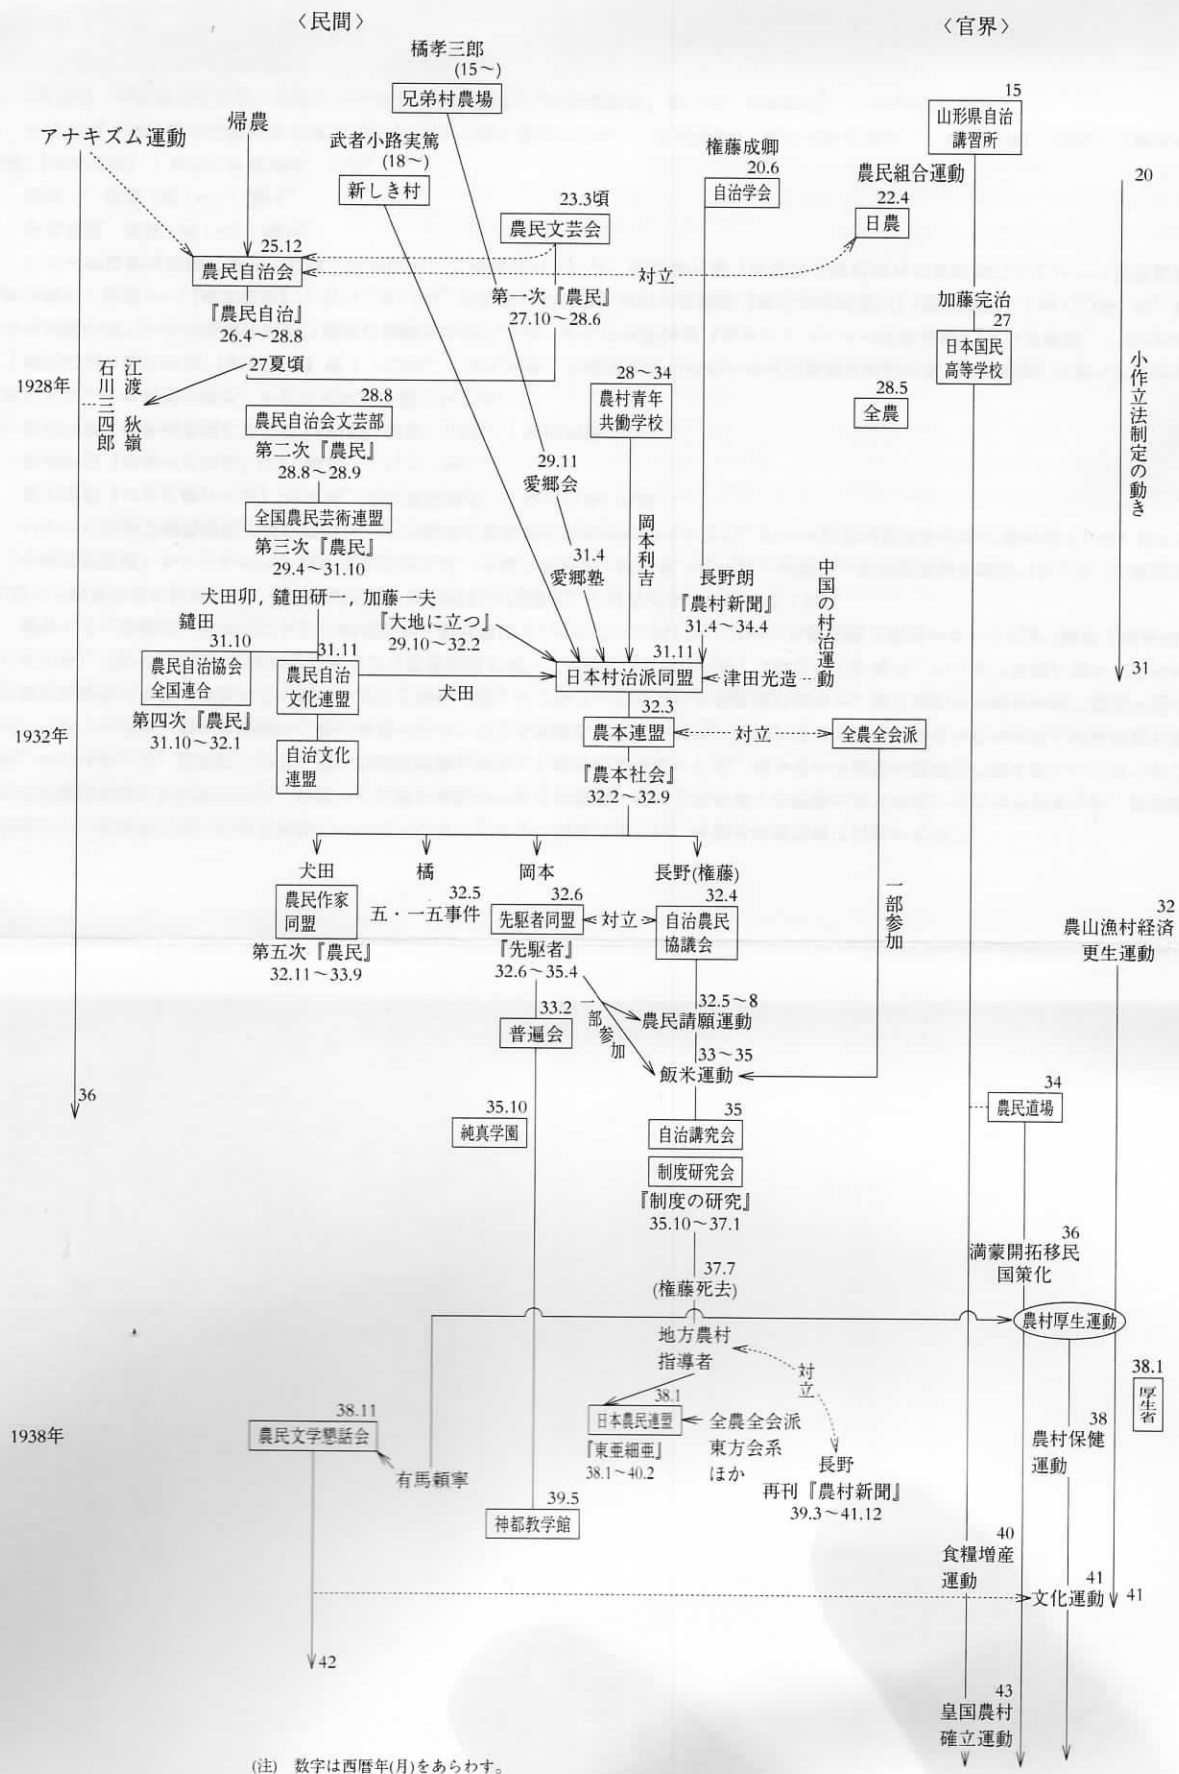 〈民間〉
〈官界〉
橘孝三郎
(15〜)
兄弟村農場
15
山形県自治
講習所
アナキズム運動
帰農
武者小路実篤
(18〜)
新しき村
権藤成卿
20.6
自治学会
農民組合運動
22.4
日農
20
23.3頃
農民文芸会
25.12
農民自治会
対立
『農民自治』
26.4〜28.8
第一次『農民』
27.10〜28.6
加藤完治
27
日本国民
高等学校
小作立法制定の動き
27夏頃
1928年
石川三四郎
江渡 狄嶺
28.8
農民自治会文芸部
28〜34
農村青年
共働学校
28.5
全農
第二次『農民』
28.8〜28.9
29.11
愛郷会
全国農民芸術連盟
第三次『農民』
29.4〜31.10
岡本利吉
31.4
愛郷塾
長野朗
『農村新聞』
31.4〜34.4
中国の村治運動
犬田卯, 鑓田研一, 加藤一夫
鑓田
31.10
農民自治協会
全国連合
第四次『農民』
31.10〜32.1
31.11
農民自治
文化連盟
『大地に立つ』
29.10〜32.2
犬田
31.11
日本村治派同盟
津田光造
31
1932年
自治文化
連盟
32.3
農本連盟
対立
全農全会派
『農本社会』
32.2〜32.9
犬田
農民作家
同盟
第五次『農民』
32.11〜33.9
橘
32.5
五・一五事件
岡本
32.6
先駆者同盟
対立
『先駆者』
32.6〜35.4
長野(権藤)
32.4
自治農民
協議会
一部参加
32
農山漁村経済
更生運動
33.2
普遍会
一部参加
32.5〜8
農民請願運動
33〜35
飯米運動
36
34
農民道場
35.10
純真学園
35
自治講究会
制度研究会
『制度の研究』
35.10〜37.1
36
満蒙開拓移民
国策化
37.7
(権藤死去)
農村厚生運動
地方農村
指導者
対立
38.1
厚生省
1938年
38.11
農民文学懇話会
有馬頼寧
38.1
日本農民連盟
『東亜細亜』
38.1〜40.2
全農全会派
東方会系
ほか
長野
再刊『農村新聞』
39.3〜41.12
38
農村保健
運動
39.5
神都教学館
40
食糧増産
運動
41
文化運動
41
42
43
皇国農村
確立運動
(注) 数字は西暦年(月)をあらわす。